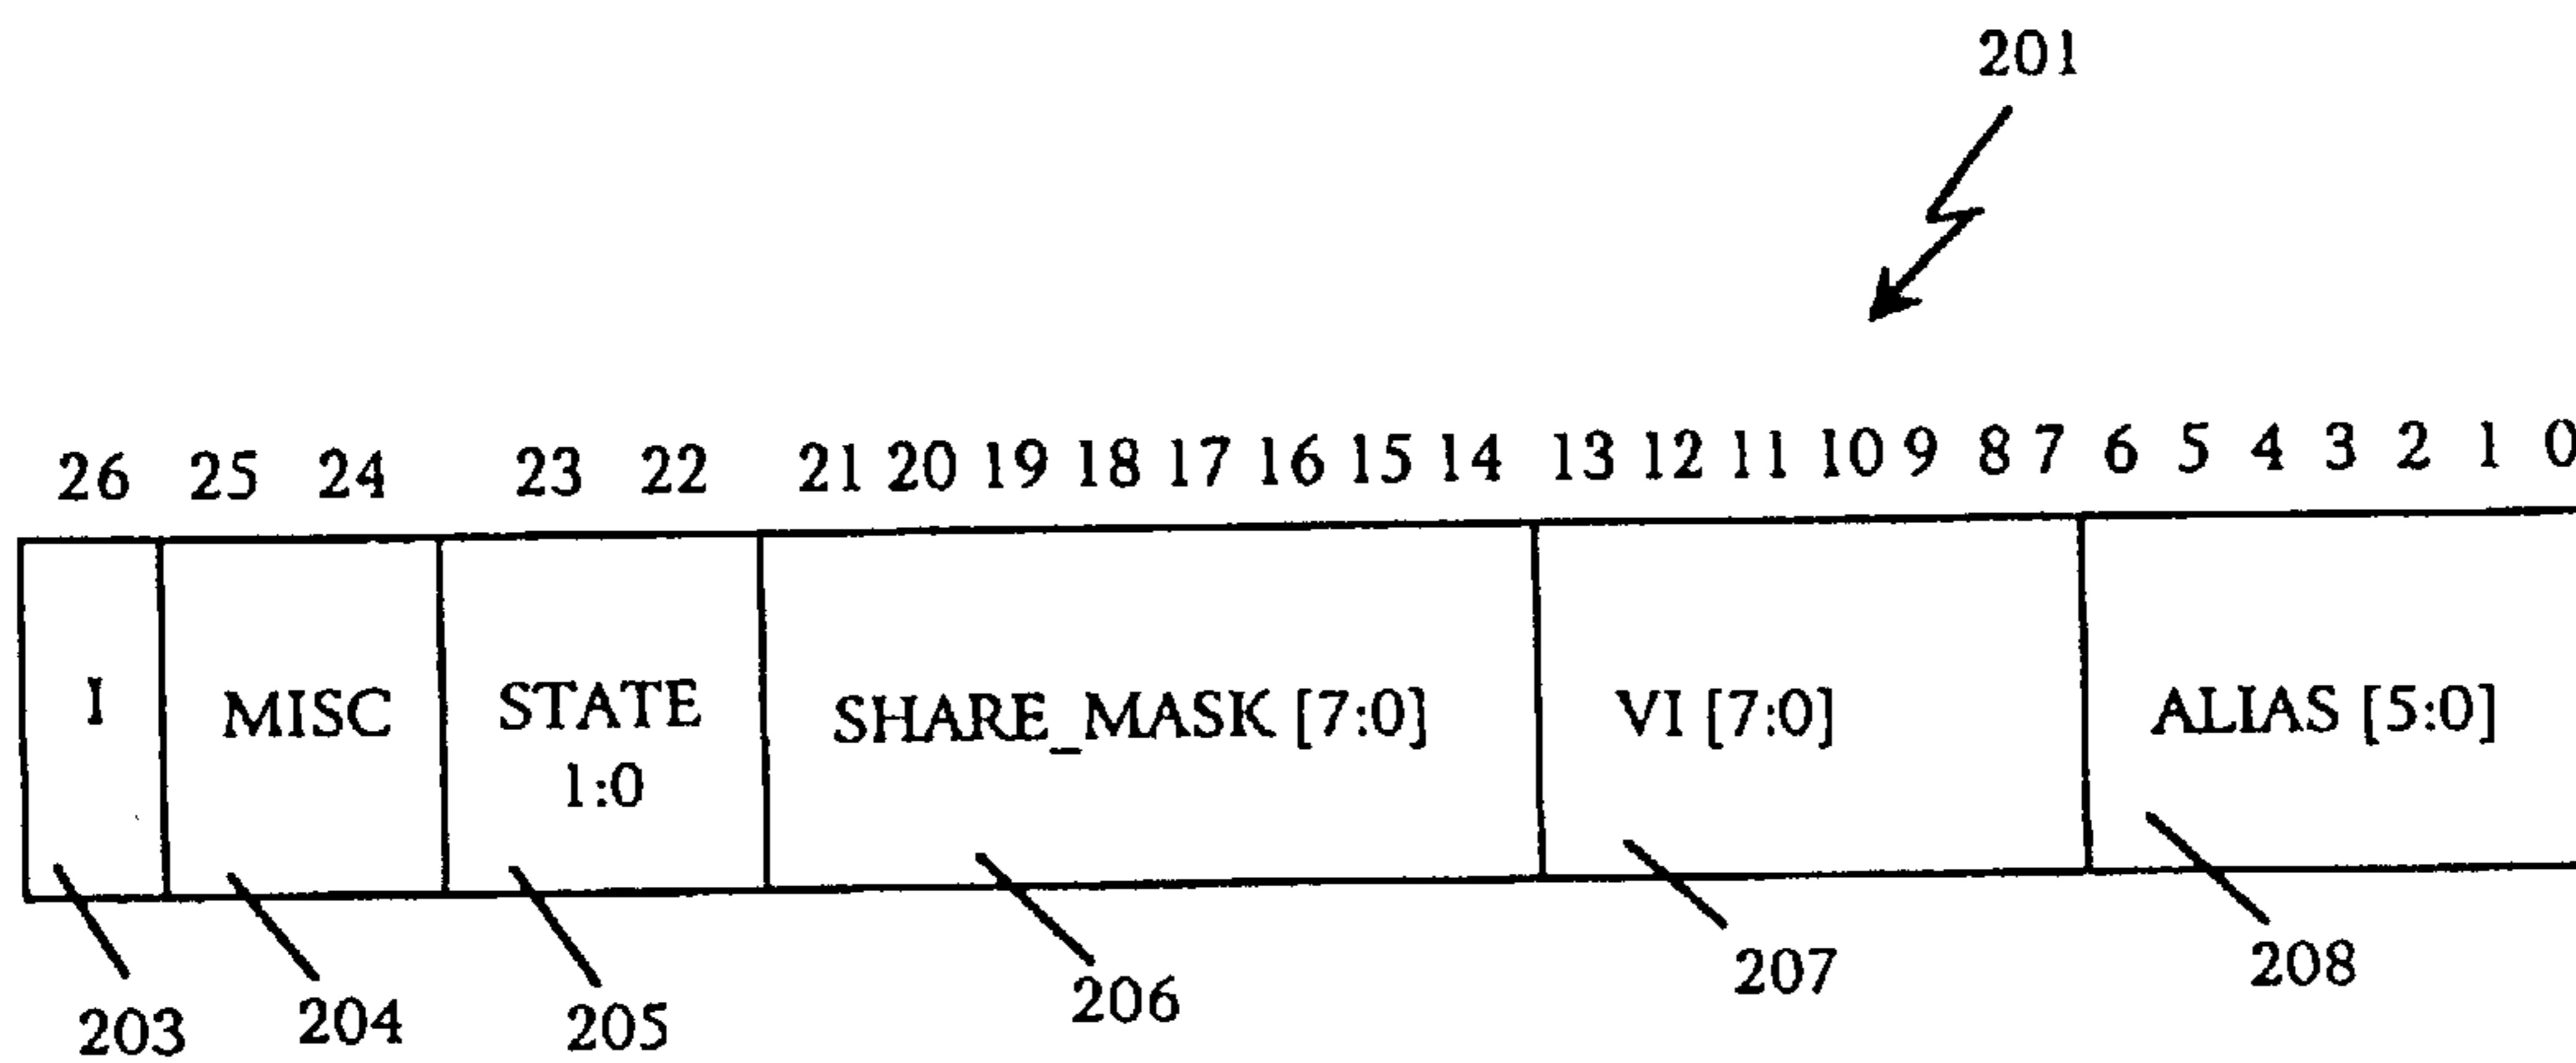 201
26 25 24 23 22 21 20 19 18 17 16 15 14 13 12 11 10 9 8 7 6 5 4 3 2 1 0
I MISC STATE SHARE_MASK [7:0] VI [7:0] ALIAS [5:0]
1:0
203 204 205 206 207 208